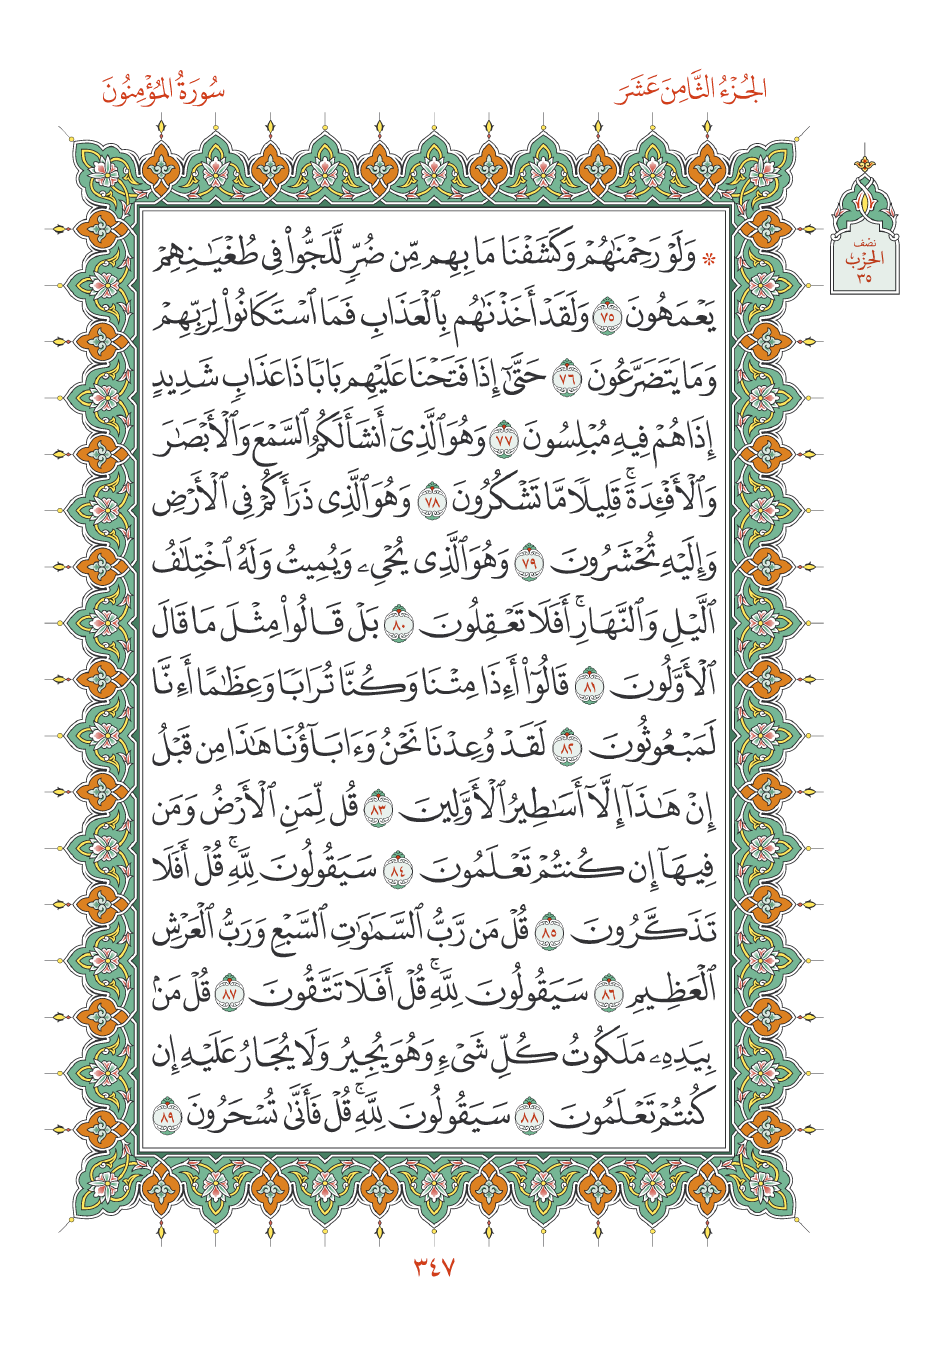 الجُزْءُ الثَّامِنَ عَشَرَ
سُورَةُ المُؤْمِنُونَ
نصف
الحِزْب
٣٥
۞ وَلَوْ رَحِمْنَٰهُمْ وَكَشَفْنَا مَا بِهِم مِّن ضُرٍّ لَّلَجُّوا۟ فِى طُغْيَٰنِهِمْ
يَعْمَهُونَ ٧٥ وَلَقَدْ أَخَذْنَٰهُم بِٱلْعَذَابِ فَمَا ٱسْتَكَانُوا۟ لِرَبِّهِمْ
وَمَا يَتَضَرَّعُونَ ٧٦ حَتَّىٰٓ إِذَا فَتَحْنَا عَلَيْهِم بَابًا ذَا عَذَابٍ شَدِيدٍ
إِذَا هُمْ فِيهِ مُبْلِسُونَ ٧٧ وَهُوَ ٱلَّذِىٓ أَنشَأَ لَكُمُ ٱلسَّمْعَ وَٱلْأَبْصَٰرَ
وَٱلْأَفْـِٔدَةَ ۚ قَلِيلًا مَّا تَشْكُرُونَ ٧٨ وَهُوَ ٱلَّذِى ذَرَأَكُمْ فِى ٱلْأَرْضِ
وَإِلَيْهِ تُحْشَرُونَ ٧٩ وَهُوَ ٱلَّذِى يُحْىِۦ وَيُمِيتُ وَلَهُ ٱخْتِلَٰفُ
ٱلَّيْلِ وَٱلنَّهَارِ ۚ أَفَلَا تَعْقِلُونَ ٨٠ بَلْ قَالُوا۟ مِثْلَ مَا قَالَ
ٱلْأَوَّلُونَ ٨١ قَالُوٓا۟ أَءِذَا مِتْنَا وَكُنَّا تُرَابًا وَعِظَٰمًا أَءِنَّا
لَمَبْعُوثُونَ ٨٢ لَقَدْ وُعِدْنَا نَحْنُ وَءَابَآؤُنَا هَٰذَا مِن قَبْلُ
إِنْ هَٰذَآ إِلَّآ أَسَٰطِيرُ ٱلْأَوَّلِينَ ٨٣ قُل لِّمَنِ ٱلْأَرْضُ وَمَن
فِيهَآ إِن كُنتُمْ تَعْلَمُونَ ٨٤ سَيَقُولُونَ لِلَّهِ ۚ قُلْ أَفَلَا
تَذَكَّرُونَ ٨٥ قُلْ مَن رَّبُّ ٱلسَّمَٰوَٰتِ ٱلسَّبْعِ وَرَبُّ ٱلْعَرْشِ
ٱلْعَظِيمِ ٨٦ سَيَقُولُونَ لِلَّهِ ۚ قُلْ أَفَلَا تَتَّقُونَ ٨٧ قُلْ مَنۢ
بِيَدِهِۦ مَلَكُوتُ كُلِّ شَىْءٍ وَهُوَ يُجِيرُ وَلَا يُجَارُ عَلَيْهِ إِن
كُنتُمْ تَعْلَمُونَ ٨٨ سَيَقُولُونَ لِلَّهِ ۚ قُلْ فَأَنَّىٰ تُسْحَرُونَ ٨٩
٣٤٧